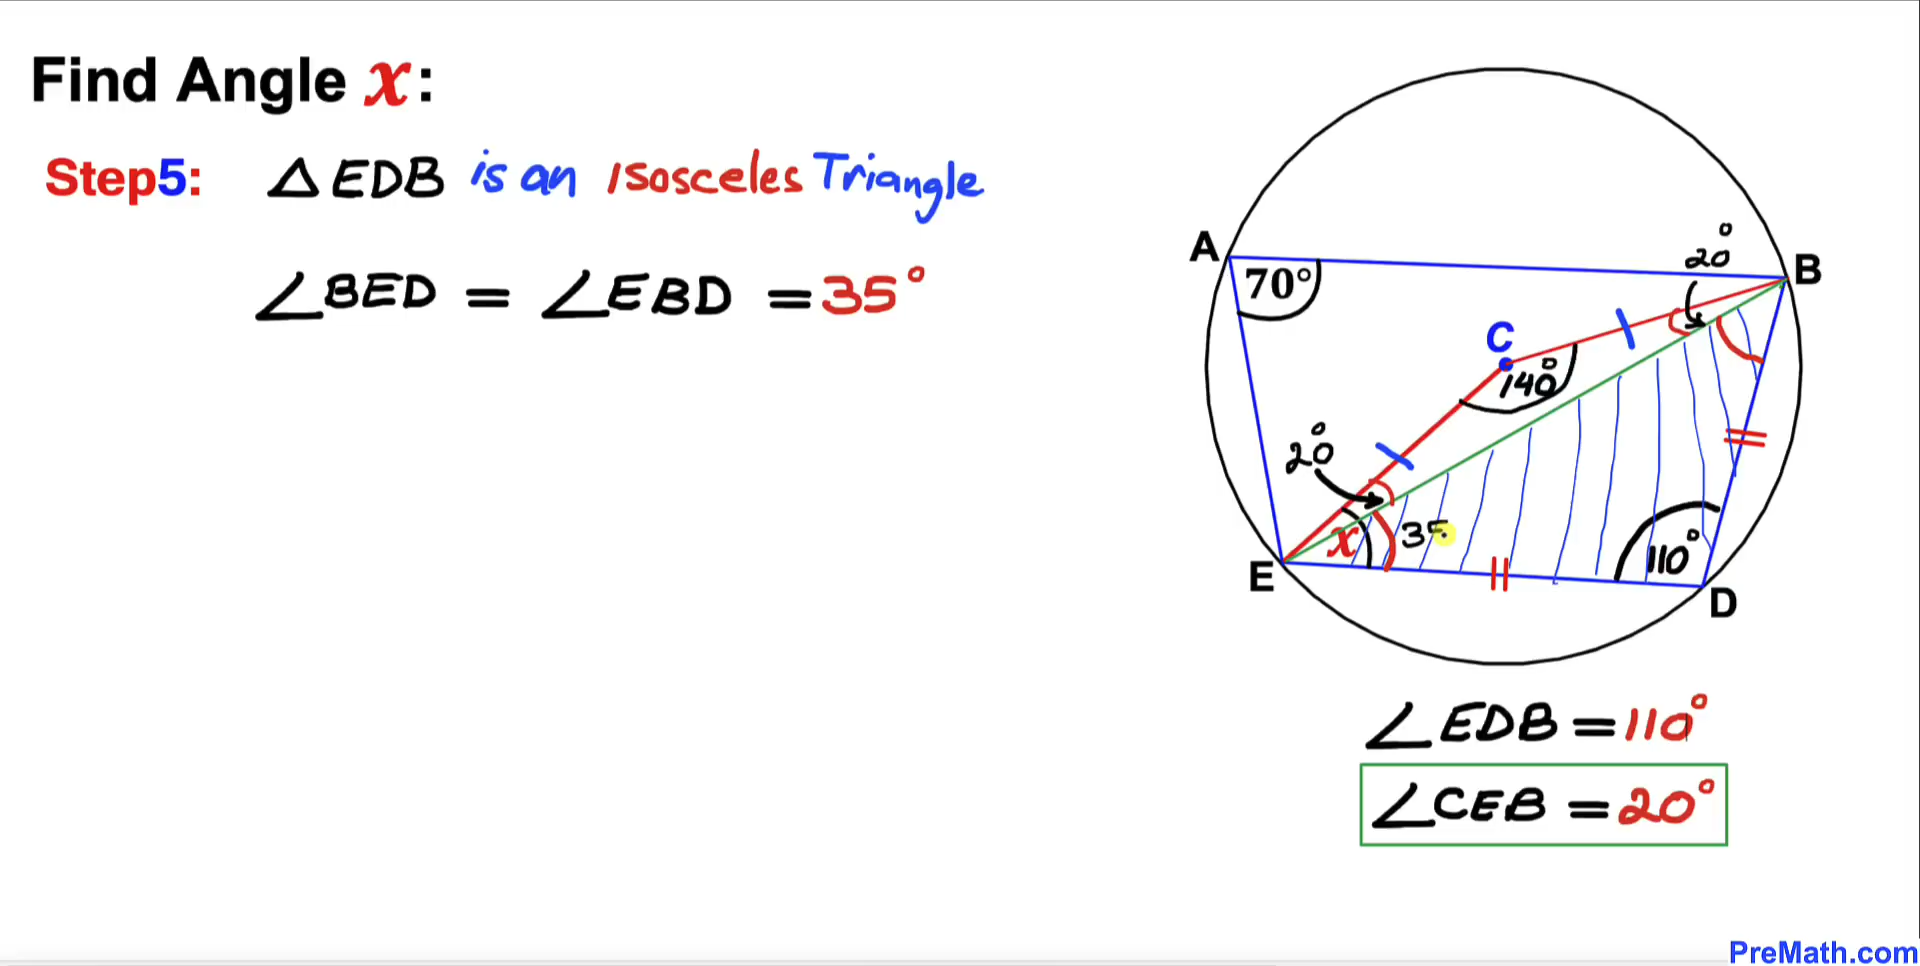 Find Angle x:
Step5: △EDB is an Isosceles Triangle
∠BED = ∠EBD = 35°
A
70°
20°
B
C
140°
20°
x
35
110°
E
D
∠EDB = 110°
∠CEB = 20°
PreMath.com